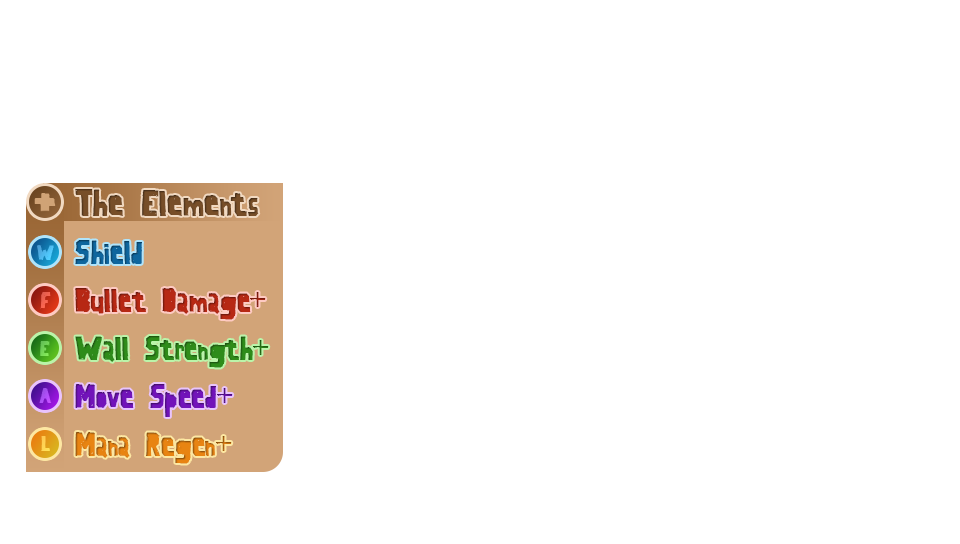 The Elements
W Shield
F Bullet Damage+
E Wall Strength+
A Move Speed+
L Mana Regen+